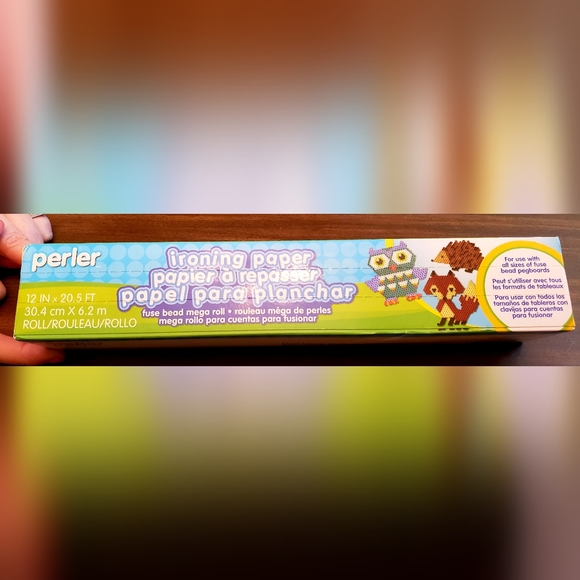 perler
12 IN x 20.5 FT
30.4 cm X 6.2 m
ROLL/ROULEAU/ROLLO
ironing paper
papier à repasser
papel para planchar
fuse bead mega roll • rouleau méga de perles
mega rollo para cuentas para fusionar
For use with
all sizes of fuse
bead pegboards
Peut s'utiliser avec tous
les formats de tableaux
Para usar con todos los
tamaños de tableros con
clavijas para cuentas
para fusionar